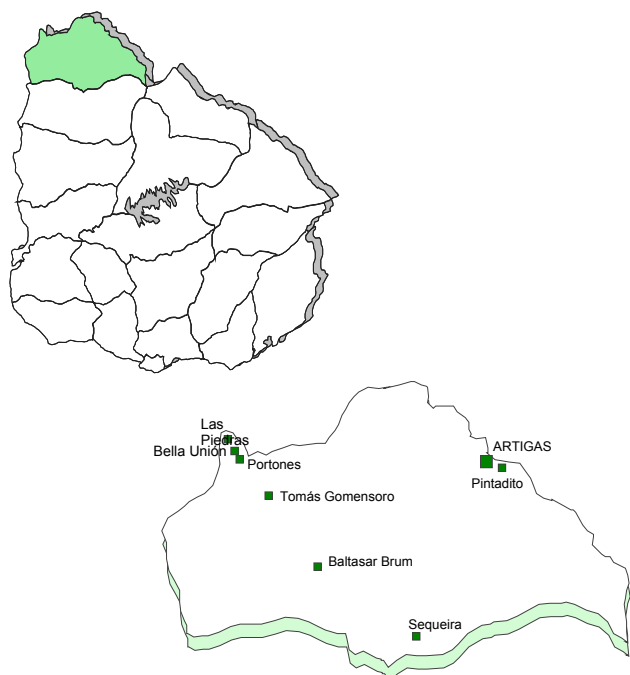 Las
Piedras
Bella Unión
Portones
ARTIGAS
Pintadito
Tomás Gomensoro
Baltasar Brum
Sequeira